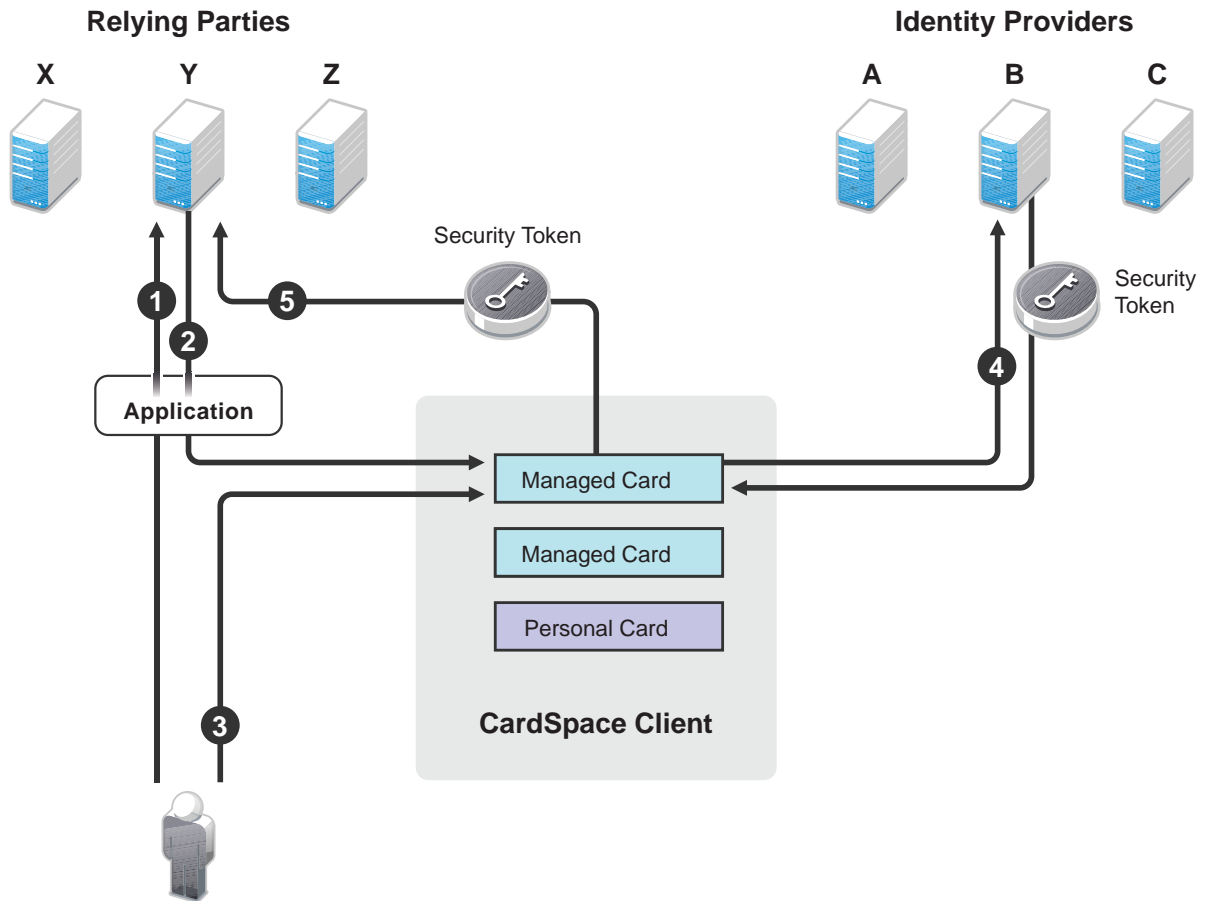 Relying Parties
Identity Providers
X
Y
Z
A
B
C
Security Token
Security
Token
1
5
2
4
Application
Managed Card
Managed Card
Personal Card
3
CardSpace Client